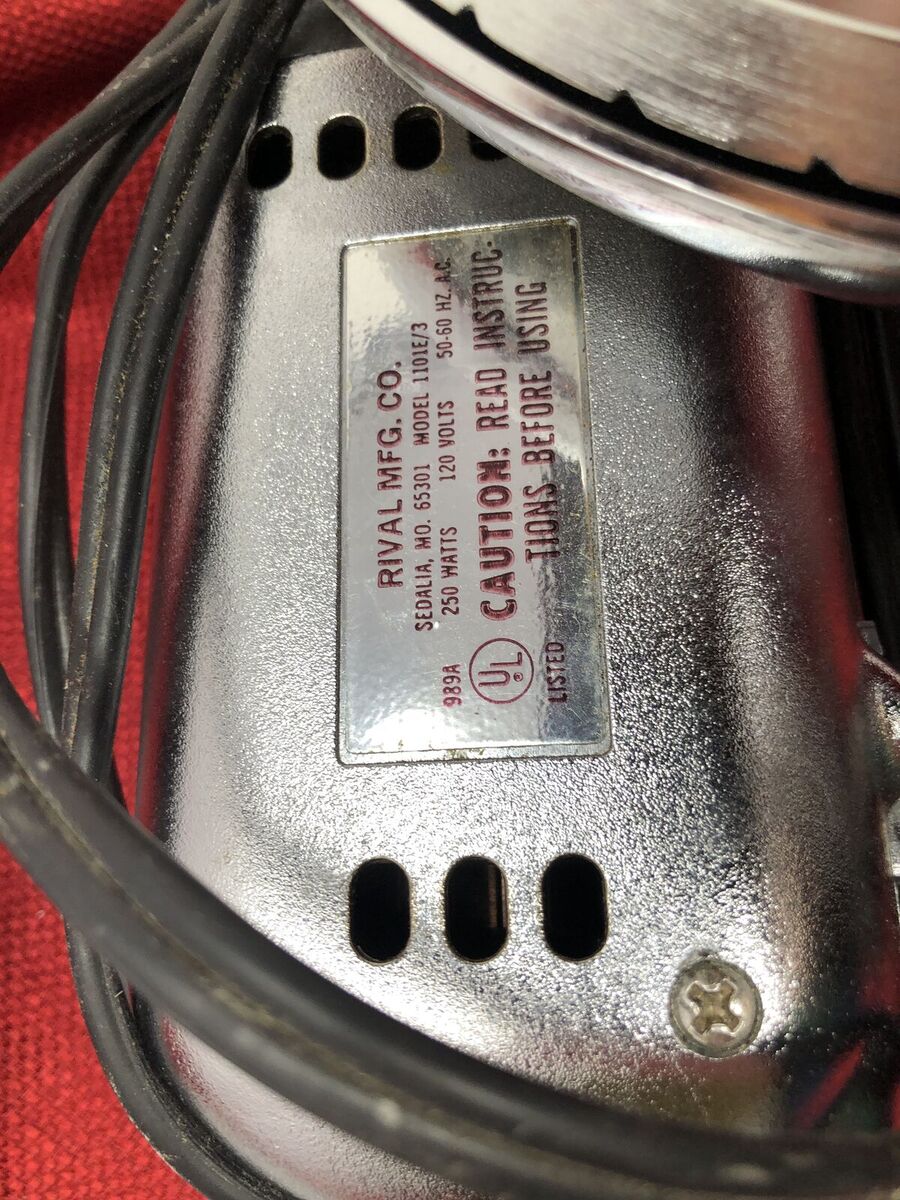 RIVAL MFG. CO.
SEDALIA, MO. 65301 MODEL 1101E/3
250 WATTS 120 VOLTS 50-60 HZ. A.C.
989A
UL
LISTED
CAUTION: READ INSTRUC-
TIONS BEFORE USING